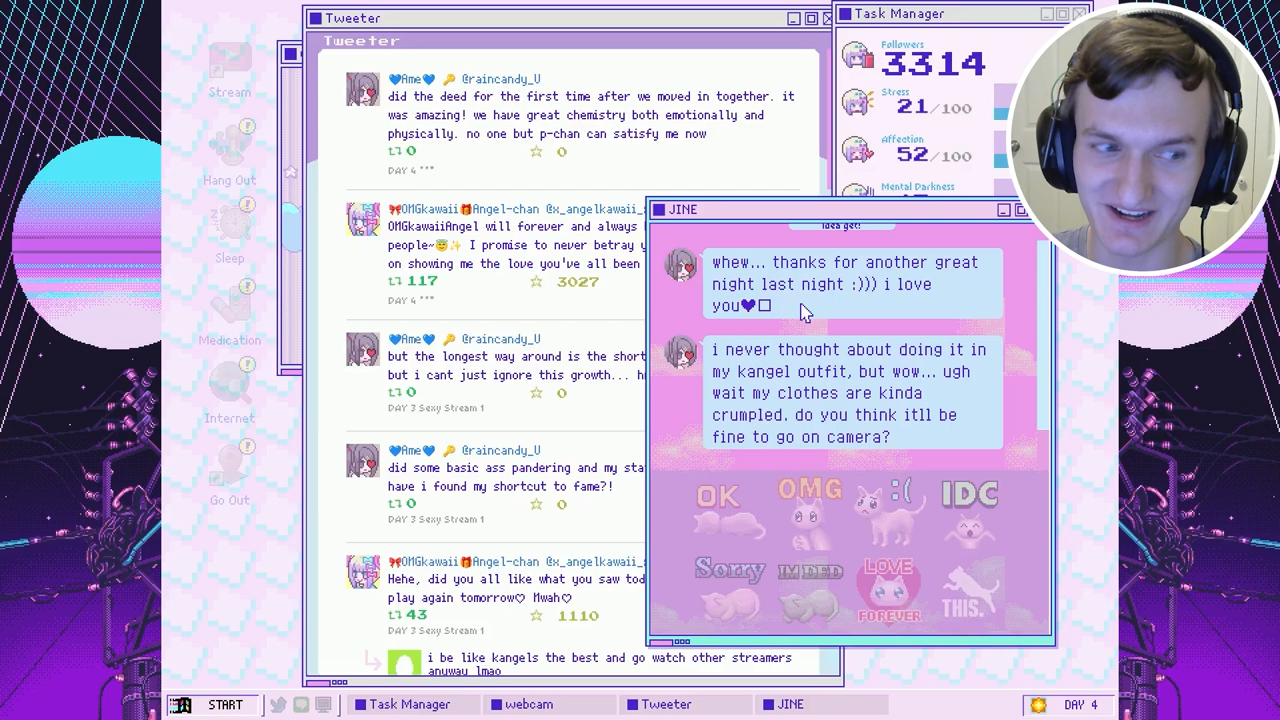 Tweeter
Tweeter
Ame @raincandy_U
did the deed for the first time after we moved in together. it
was amazing! we have great chemistry both emotionally and
physically. no one but p-chan can satisfy me now
0 0
DAY 4
OMGkawaii Angel-chan @x_angelkawaii_
OMGkawaiiAngel will forever and always
people~ I promise to never betray
on showing me the love you've all been
117 3027
DAY 4
Ame @raincandy_U
but the longest way around is the short
but i cant just ignore this growth...
0 0
DAY 3 Sexy Stream 1
Ame @raincandy_U
did some basic ass pandering and my sta
have i found my shortcut to fame?!
0 0
DAY 3 Sexy Stream 1
OMGkawaii Angel-chan @x_angelkawaii_
Hehe, did you all like what you saw tod
play again tomorrow♡ Mwah♡
43 1110
DAY 3 Sexy Stream 1
i be like kangels the best and go watch other streamers
anyway lmao
Stream
Hang Out
Sleep
Medication
Internet
Go Out
Task Manager
Followers
3314
Stress
21/100
Affection
52/100
Mental Darkness
JINE
Idea get!
whew... thanks for another great
night last night :))) i love
you♥□
i never thought about doing it in
my kangel outfit, but wow... ugh
wait my clothes are kinda
crumpled. do you think itll be
fine to go on camera?
OK OMG :( IDC
Sorry INDEED LOVE FOREVER THIS.
START Task Manager webcam Tweeter JINE DAY 4